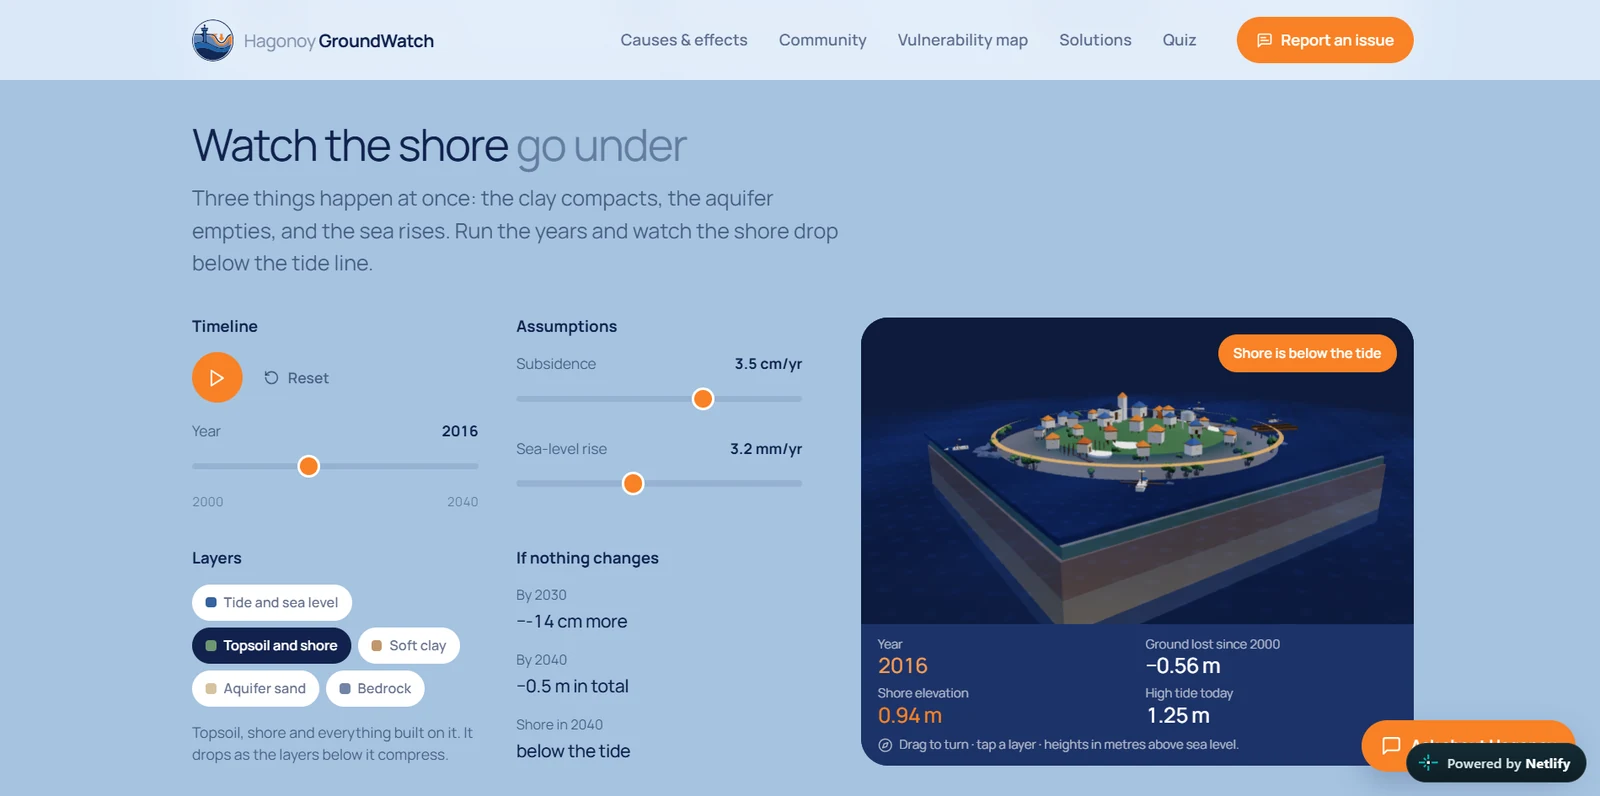 Hagonoy GroundWatch
Causes & effects
Community
Vulnerability map
Solutions
Quiz
Report an issue
Watch the shore go under
Three things happen at once: the clay compacts, the aquifer
empties, and the sea rises. Run the years and watch the shore drop
below the tide line.
Timeline
Reset
Year 2016
2000 2040
Assumptions
Subsidence 3.5 cm/yr
Sea-level rise 3.2 mm/yr
Layers
Tide and sea level
Topsoil and shore
Soft clay
Aquifer sand
Bedrock
Topsoil, shore and everything built on it. It
drops as the layers below it compress.
If nothing changes
By 2030
−-14 cm more
By 2040
−0.5 m in total
Shore in 2040
below the tide
Shore is below the tide
Year
2016
Ground lost since 2000
−0.56 m
Shore elevation
0.94 m
High tide today
1.25 m
Drag to turn · tap a layer · heights in metres above sea level.
Powered by Netlify